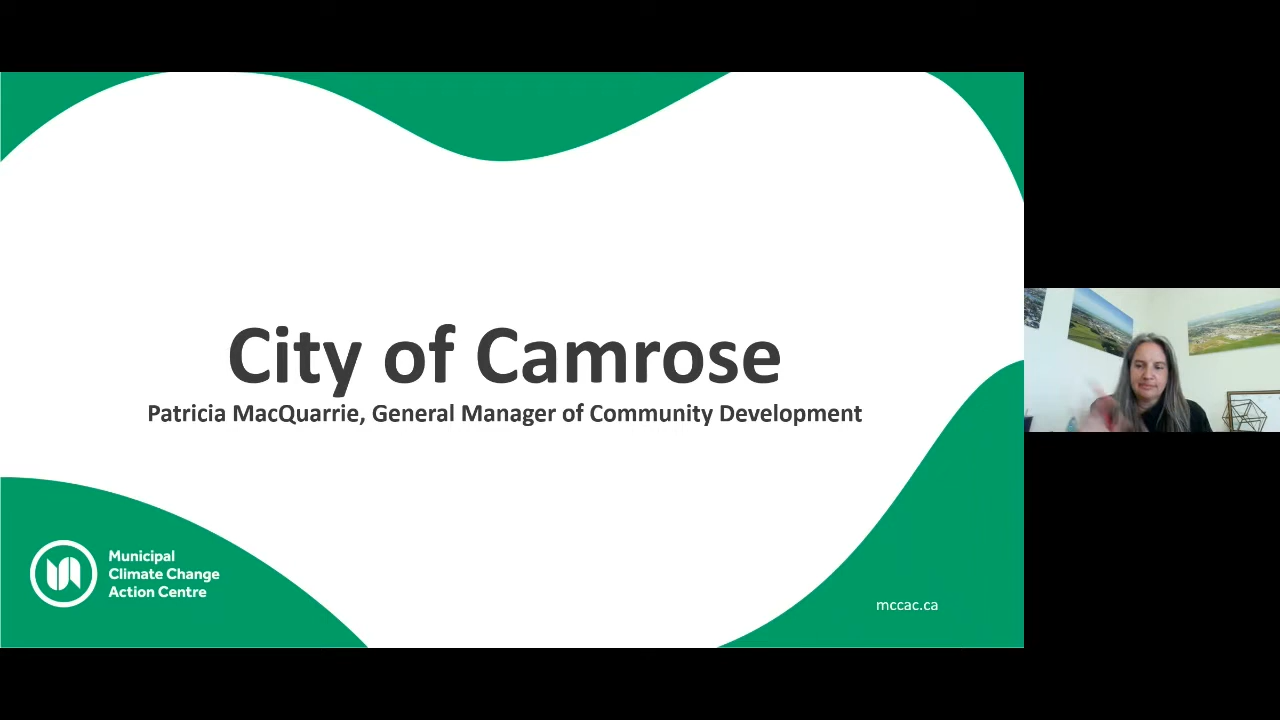 City of Camrose
Patricia MacQuarrie, General Manager of Community Development
Municipal
Climate Change
Action Centre
mccac.ca